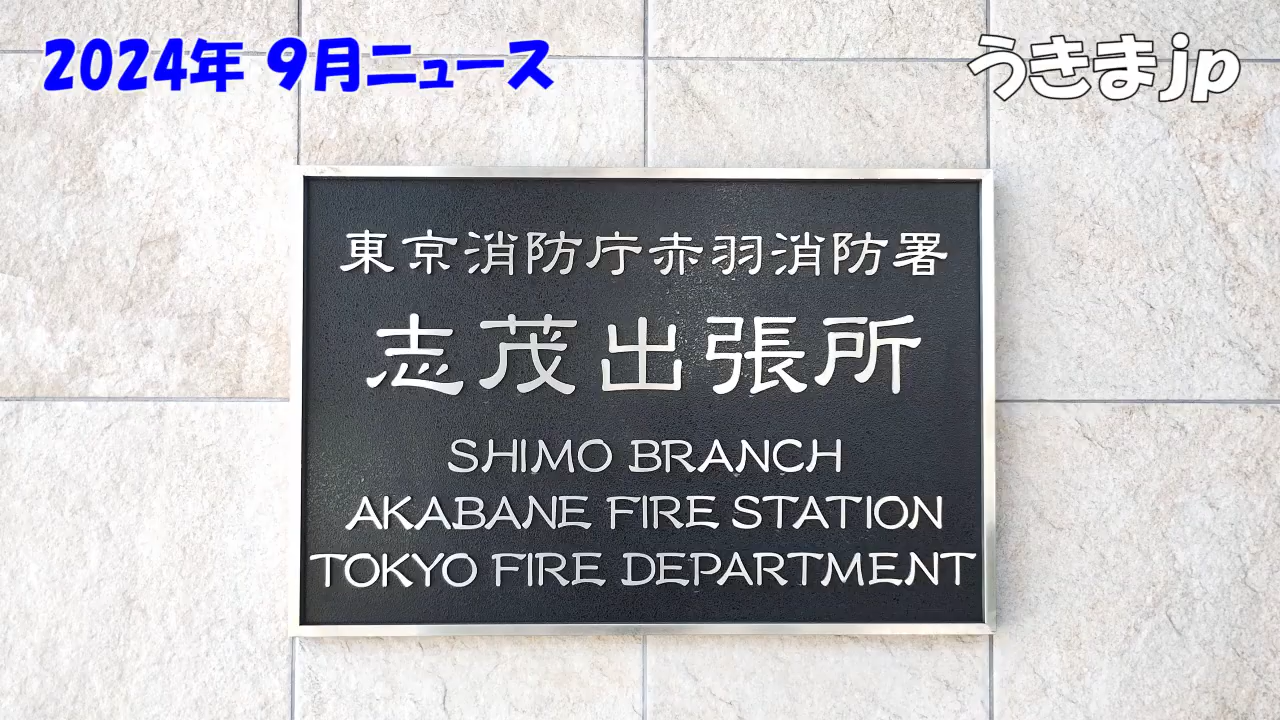 2024年 9月ニュース
うきまjp
東京消防庁赤羽消防署
志茂出張所
SHIMO BRANCH
AKABANE FIRE STATION
TOKYO FIRE DEPARTMENT